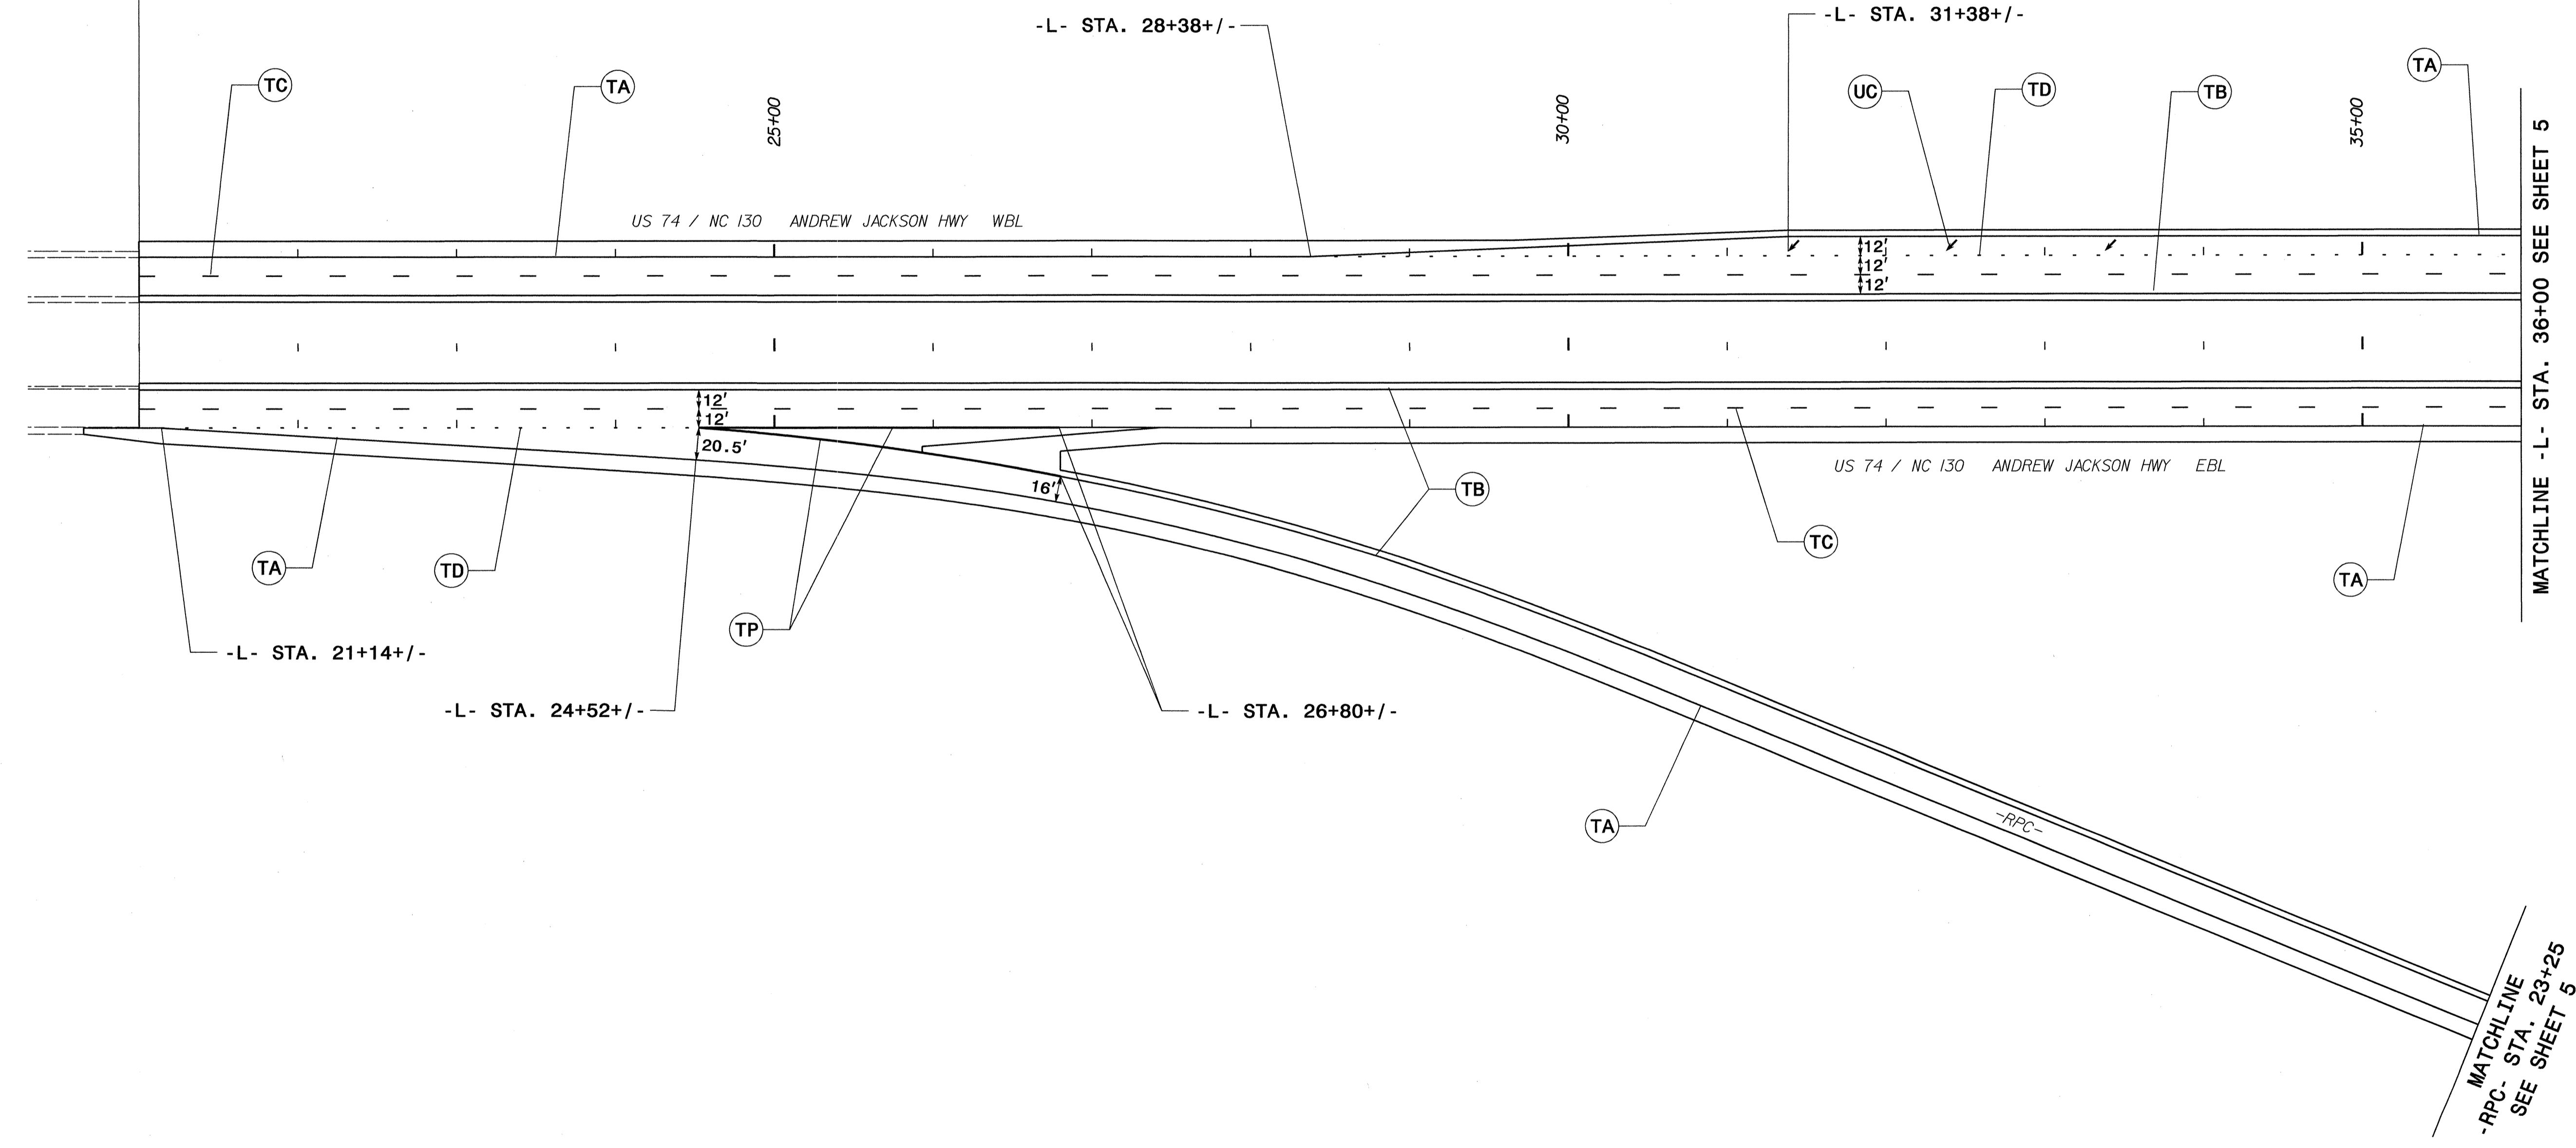 -L- STA. 28+38+/-
-L- STA. 31+38+/-
TC
TA
25+00
30+00
UC
TD
TB
35+00
TA
US 74 / NC 130 ANDREW JACKSON HWY WBL
12'
12'
12'
MATCHLINE -L- STA. 36+00 SEE SHEET 5
12'
12'
20.5'
16'
US 74 / NC 130 ANDREW JACKSON HWY EBL
TB
TC
TA
TD
TA
TP
-L- STA. 21+14+/-
-L- STA. 24+52+/-
-L- STA. 26+80+/-
TA
-RPC-
MATCHLINE
-RPC- STA. 23+25
SEE SHEET 5